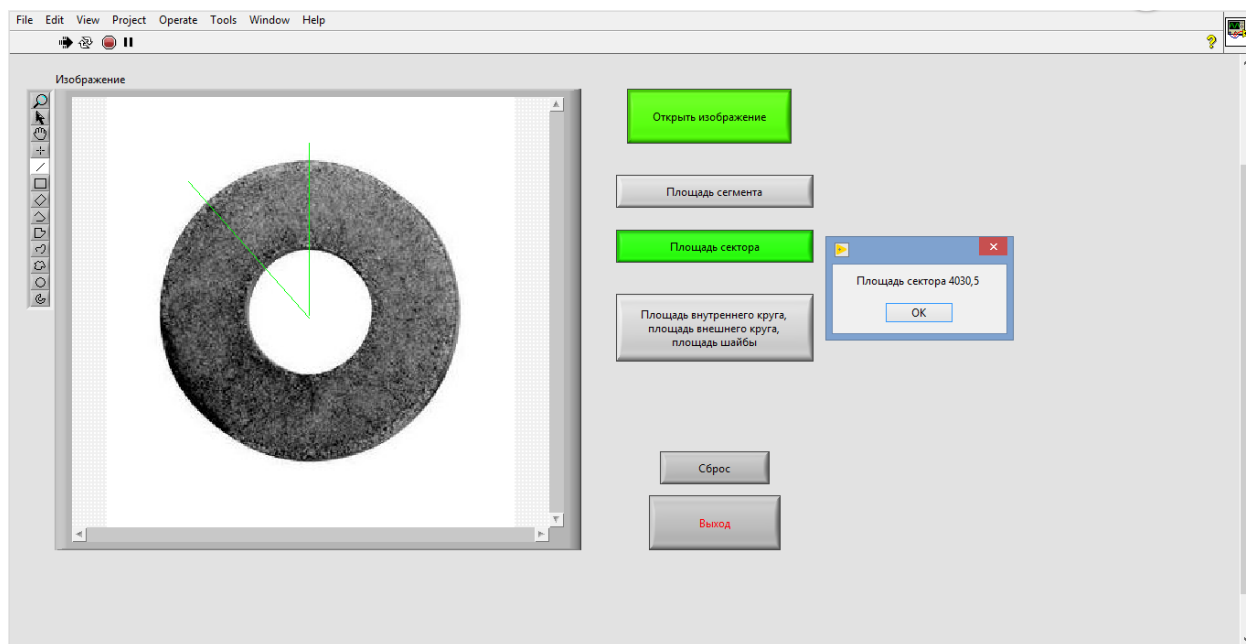 File Edit View Project Operate Tools Window Help
Изображение
Открыть изображение
Площадь сегмента
Площадь сектора
Площадь внутреннего круга,
площадь внешнего круга,
площадь шайбы
Площадь сектора 4030,5
OK
Сброс
Выход